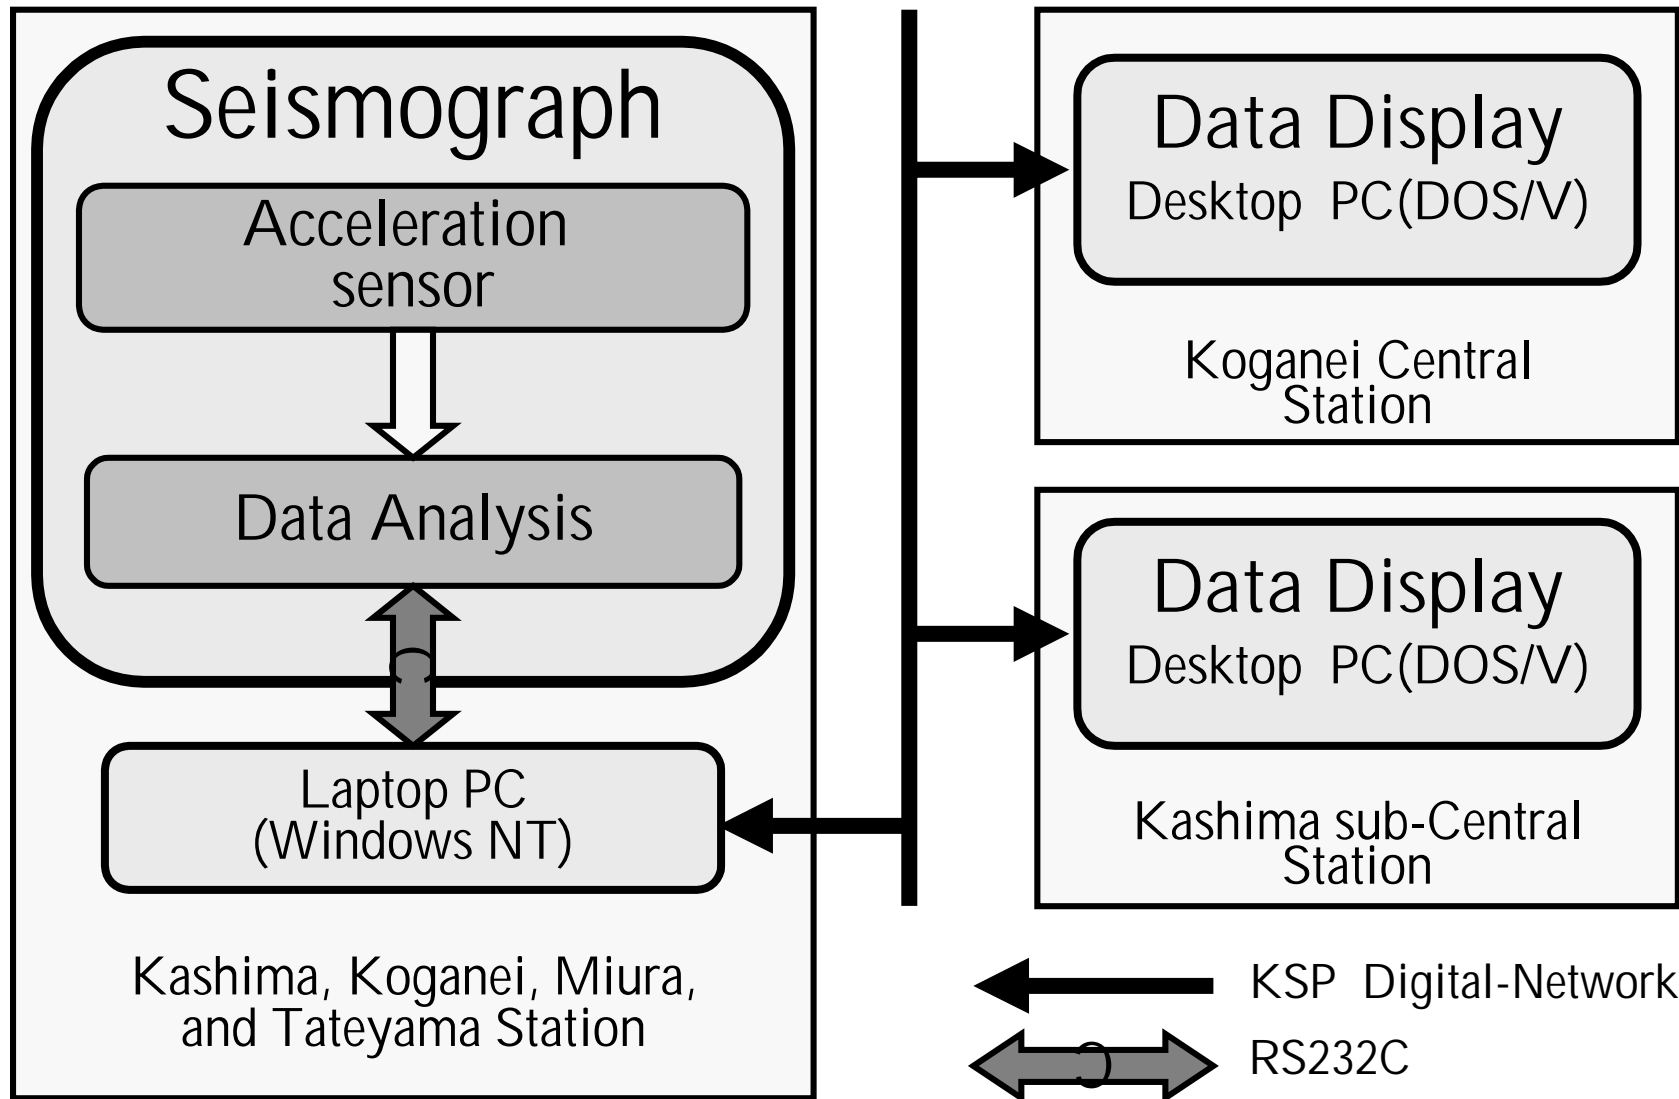 Seismograph
Acceleration
sensor
Data Analysis
Laptop PC
(Windows NT)
Kashima, Koganei, Miura,
and Tateyama Station
Data Display
Desktop PC(DOS/V)
Koganei Central
Station
Data Display
Desktop PC(DOS/V)
Kashima sub-Central
Station
KSP Digital-Network
RS232C